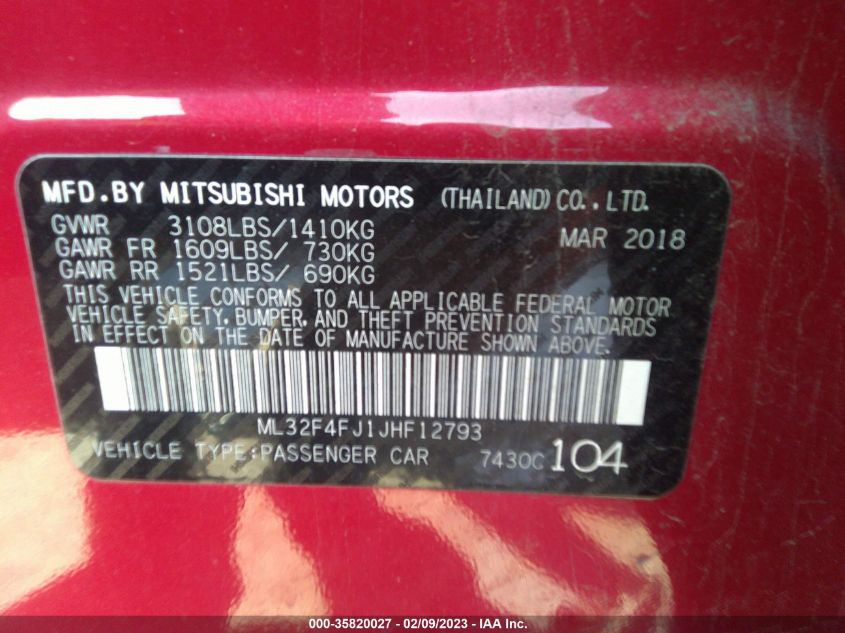 MFD.BY MITSUBISHI MOTORS (THAILAND) CO., LTD.
GVWR 3108LBS/1410KG MAR 2018
GAWR FR 1609LBS/ 730KG
GAWR RR 1521LBS/ 690KG
THIS VEHICLE CONFORMS TO ALL APPLICABLE FEDERAL MOTOR
VEHICLE SAFETY, BUMPER, AND THEFT PREVENTION STANDARDS
IN EFFECT ON THE DATE OF MANUFACTURE SHOWN ABOVE.
ML32F4FJ1JHF12793
VEHICLE TYPE:PASSENGER CAR 7430C 104
000-35820027 - 02/09/2023 - IAA Inc.